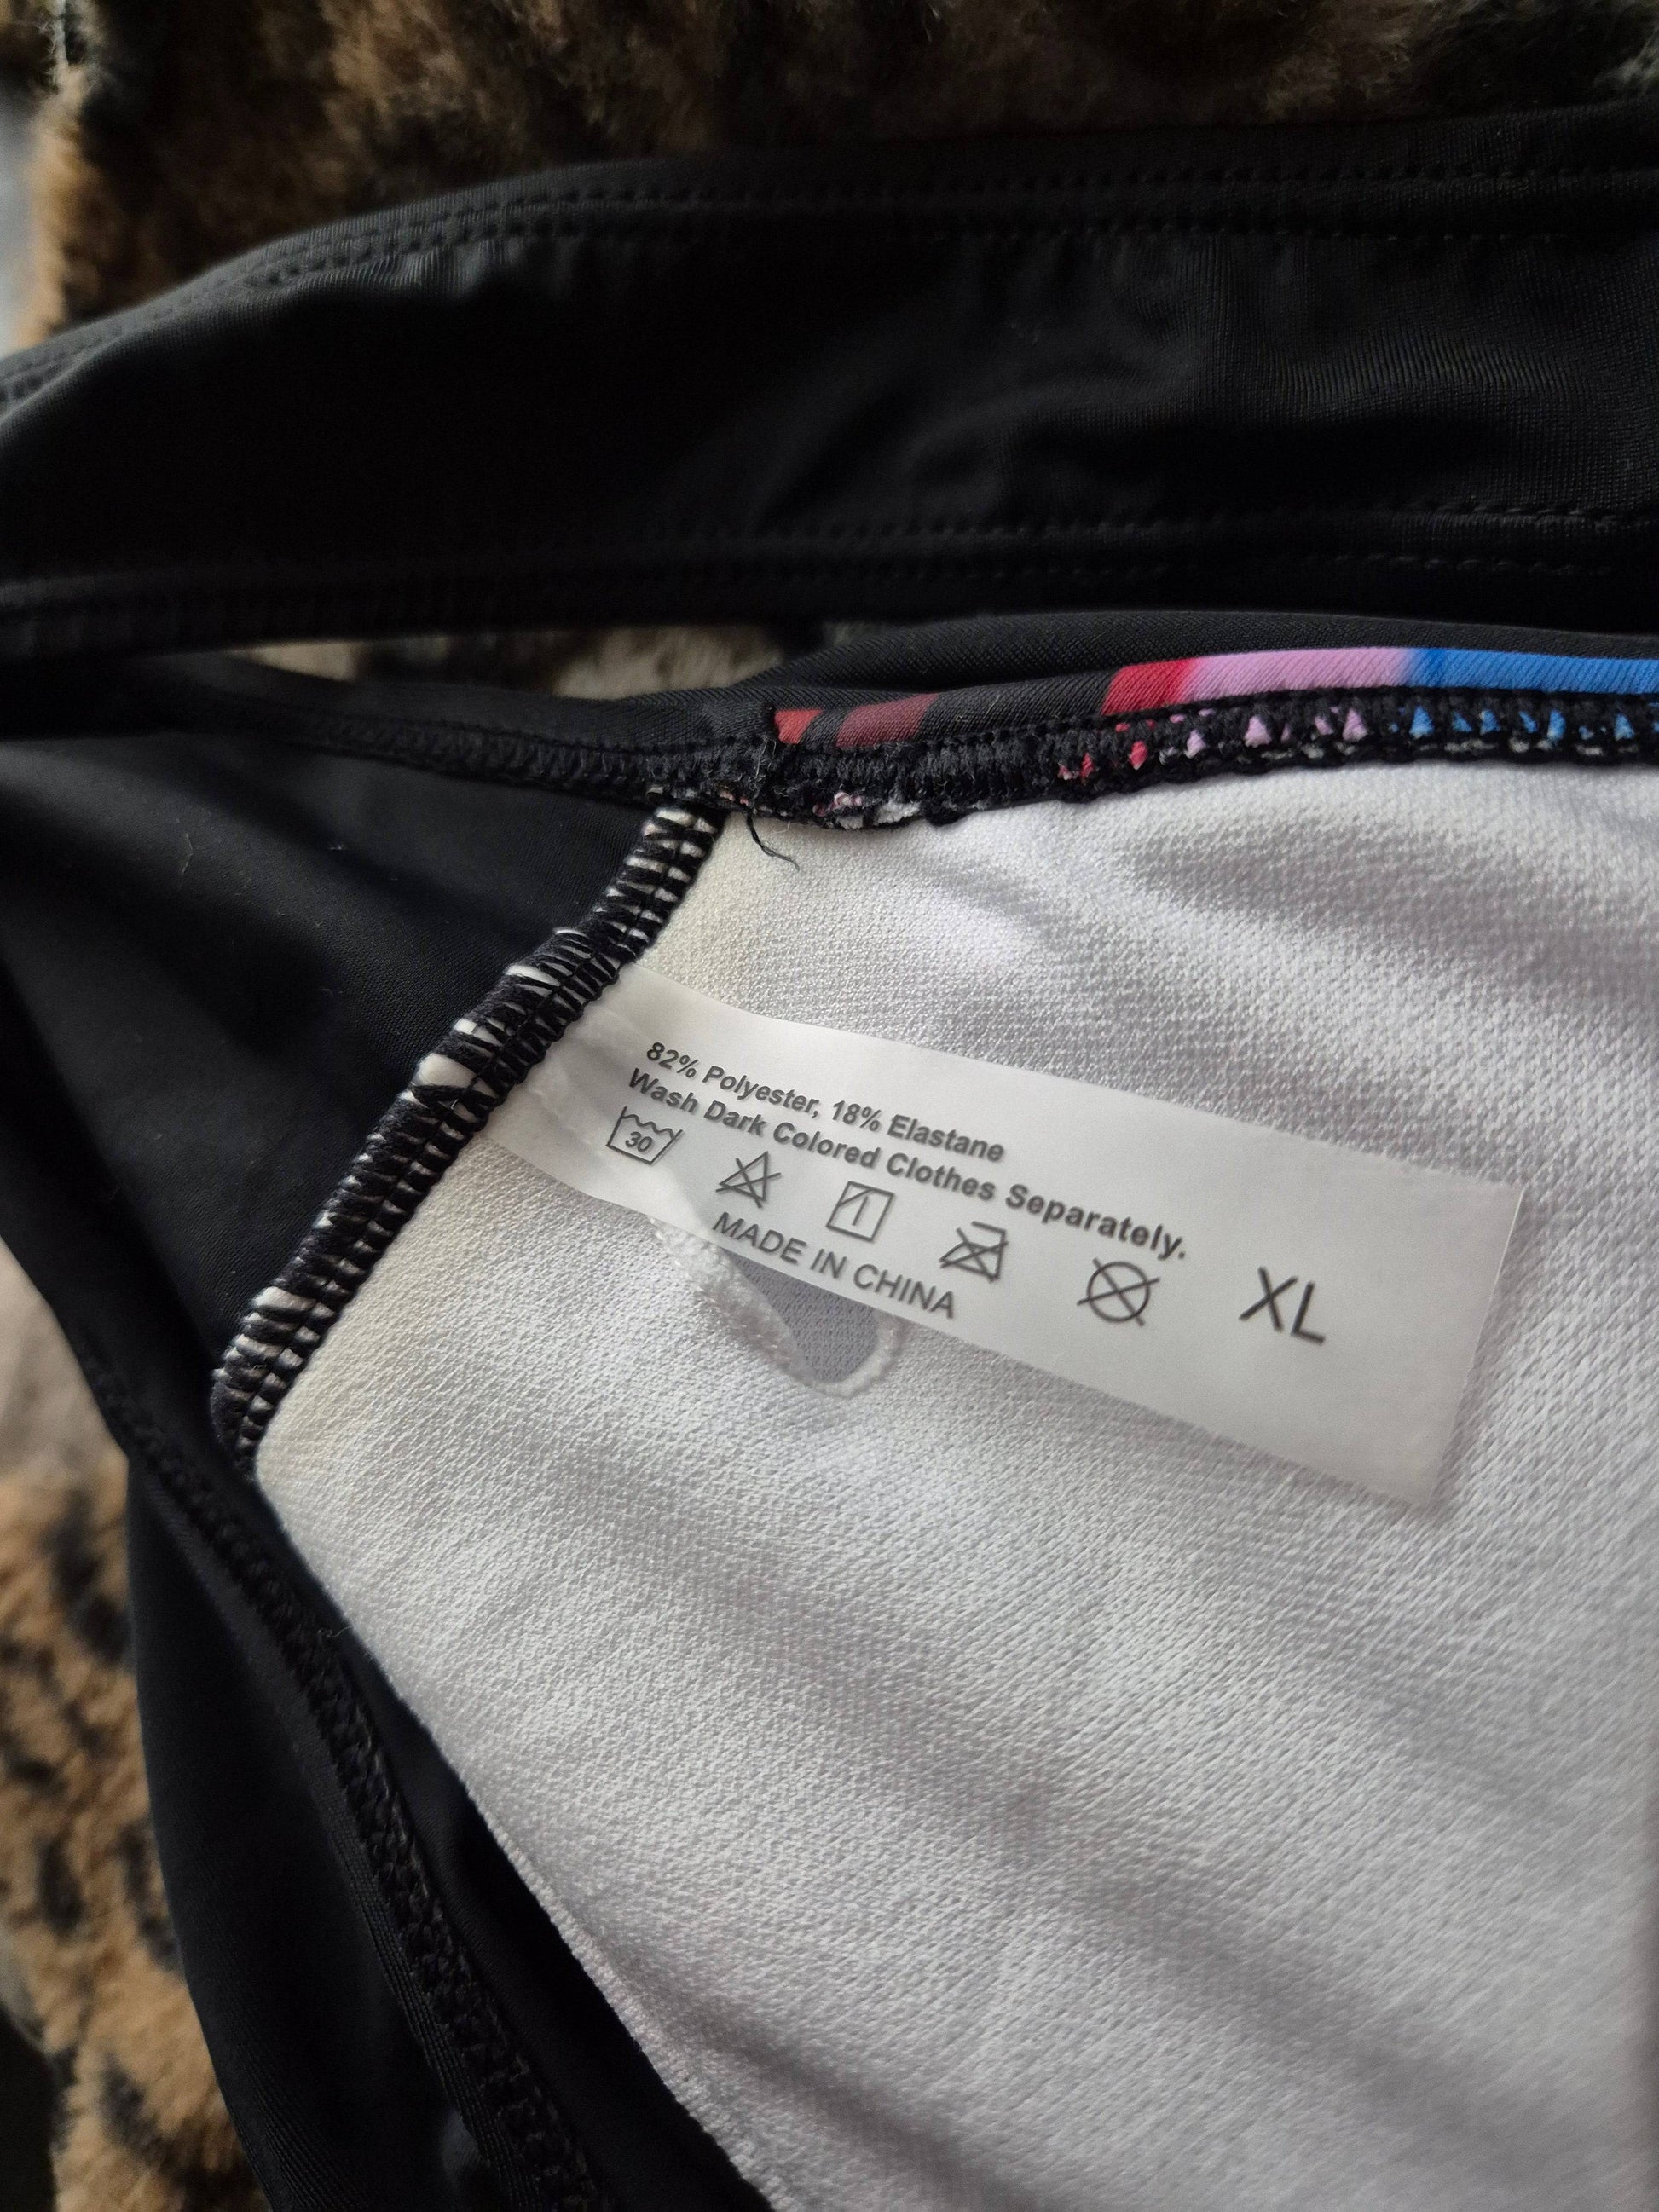 82% Polyester, 18% Elastane
Wash Dark Colored Clothes Separately.
30
XL
MADE IN CHINA